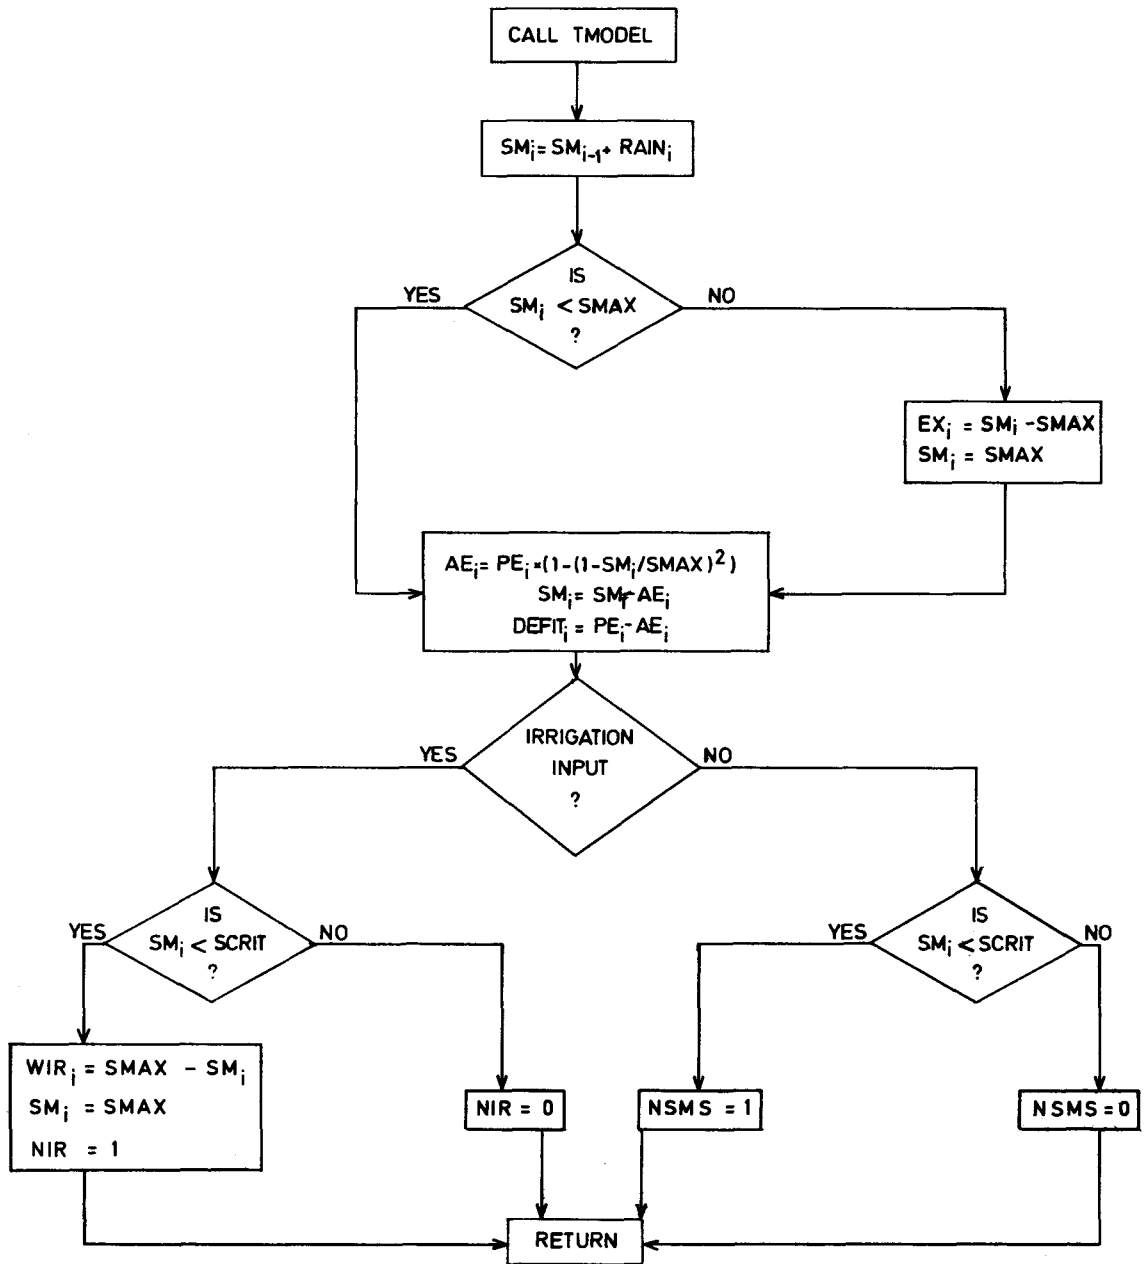 CALL TMODEL
SMi = SMi-1 + RAINi
IS
SMi < SMAX
?
YES
NO
EXi = SMi - SMAX
SMi = SMAX
AEi = PEi * (1-(1-SMi/SMAX)2)
SMi = SMi - AEi
DEFITi = PEi - AEi
IRRIGATION
INPUT
?
YES
NO
IS
SMi < SCRIT
?
YES
NO
IS
SMi < SCRIT
?
YES
NO
WIRi = SMAX - SMi
SMi = SMAX
NIR = 1
NIR = 0
NSMS = 1
NSMS = 0
RETURN